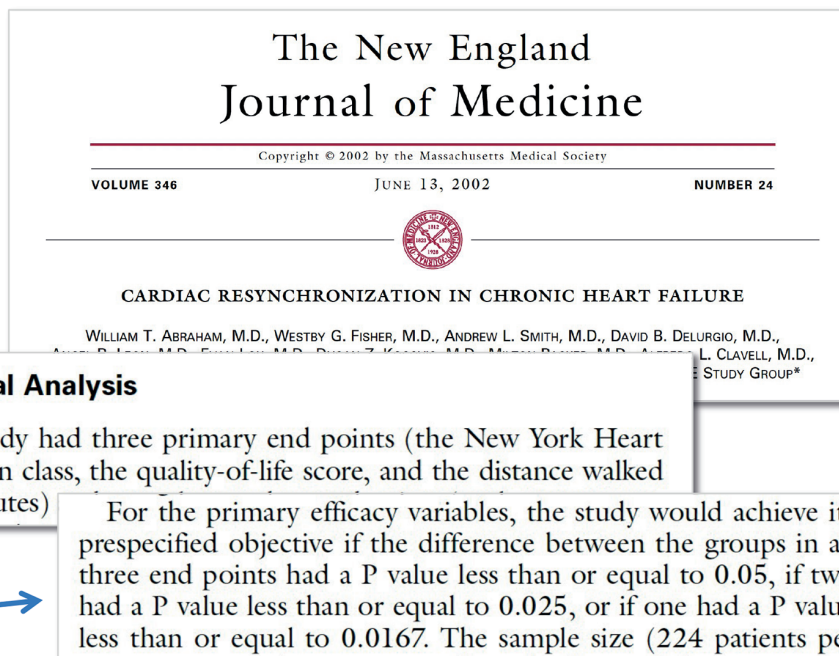 The New England
Journal of Medicine
Copyright © 2002 by the Massachusetts Medical Society
VOLUME 346 JUNE 13, 2002 NUMBER 24
CARDIAC RESYNCHRONIZATION IN CHRONIC HEART FAILURE
WILLIAM T. ABRAHAM, M.D., WESTBY G. FISHER, M.D., ANDREW L. SMITH, M.D., DAVID B. DELURGIO, M.D.,
L. CLAVELL, M.D.,
STUDY GROUP*
al Analysis
dy had three primary end points (the New York Heart
n class, the quality-of-life score, and the distance walked
utes)
For the primary efficacy variables, the study would achieve it
prespecified objective if the difference between the groups in a
three end points had a P value less than or equal to 0.05, if tw
had a P value less than or equal to 0.025, or if one had a P valu
less than or equal to 0.0167. The sample size (224 patients pe